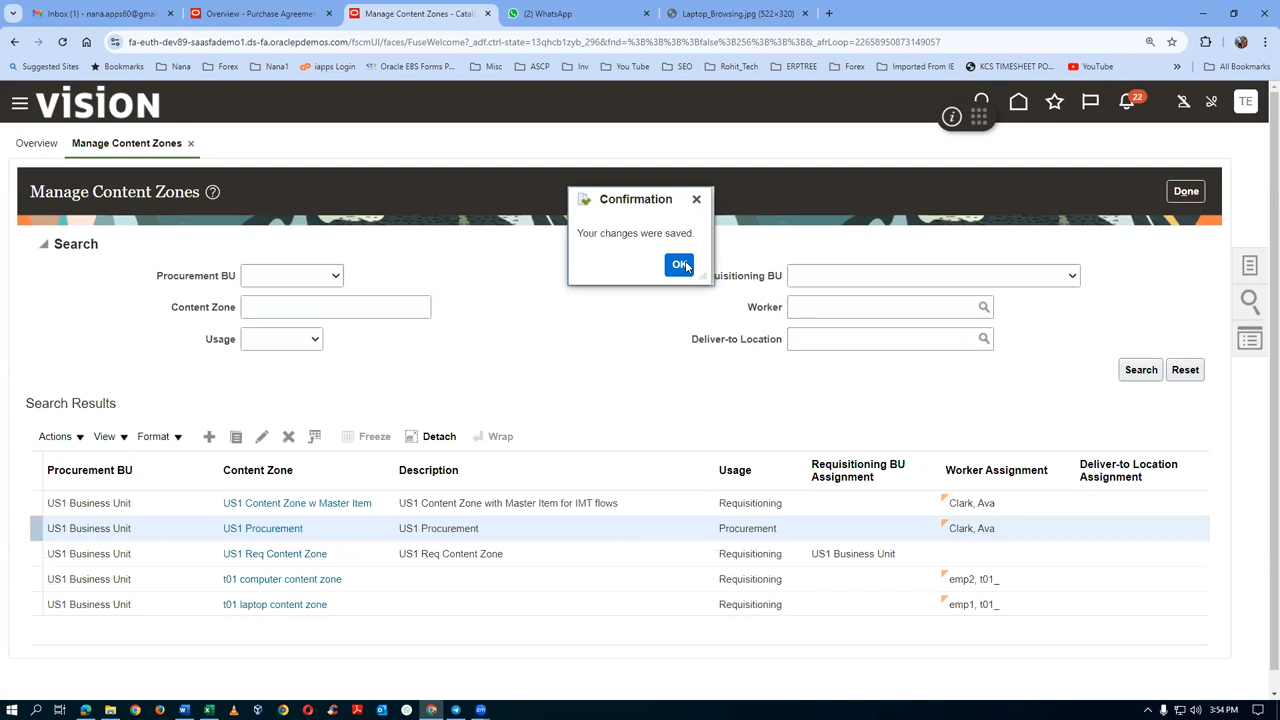 Inbox (7) - nana.apps60@gmai
Overview - Purchase Agreemen
Manage Content Zones - Catal
(2) WhatsApp
Laptop_Browsing.jpg (522×320)
fa-euth-dev89-saasfademo1.ds-fa.oraclepdemos.com/fscmUI/faces/FuseWelcome?_adf.ctrl-state=13qhcb1zyb_296&fnd=%3B%3B%3B%3Bfalse%3B256%3B%3B%3B&_afrLoop=22658950873149057
Suggested Sites Bookmarks Nana Forex Nana1 iapps Login Oracle EBS Forms P... Misc ASCP Inv You Tube SEO Rohit_Tech ERPTREE Forex Imported From IE KCS TIMESHEET PO... YouTube » All Bookmarks
VISION
22
TE
Overview Manage Content Zones
Manage Content Zones
Done
Confirmation
Your changes were saved.
OK
Search
Procurement BU
uisitioning BU
Content Zone
Worker
Usage
Deliver-to Location
Search Reset
Search Results
Actions View Format Freeze Detach Wrap
Procurement BU Content Zone Description Usage Requisitioning BU Assignment Worker Assignment Deliver-to Location Assignment
US1 Business Unit US1 Content Zone w Master Item US1 Content Zone with Master Item for IMT flows Requisitioning Clark, Ava
US1 Business Unit US1 Procurement US1 Procurement Procurement Clark, Ava
US1 Business Unit US1 Req Content Zone US1 Req Content Zone Requisitioning US1 Business Unit
US1 Business Unit t01 computer content zone Requisitioning emp2, t01_
US1 Business Unit t01 laptop content zone Requisitioning emp1, t01_
3:54 PM